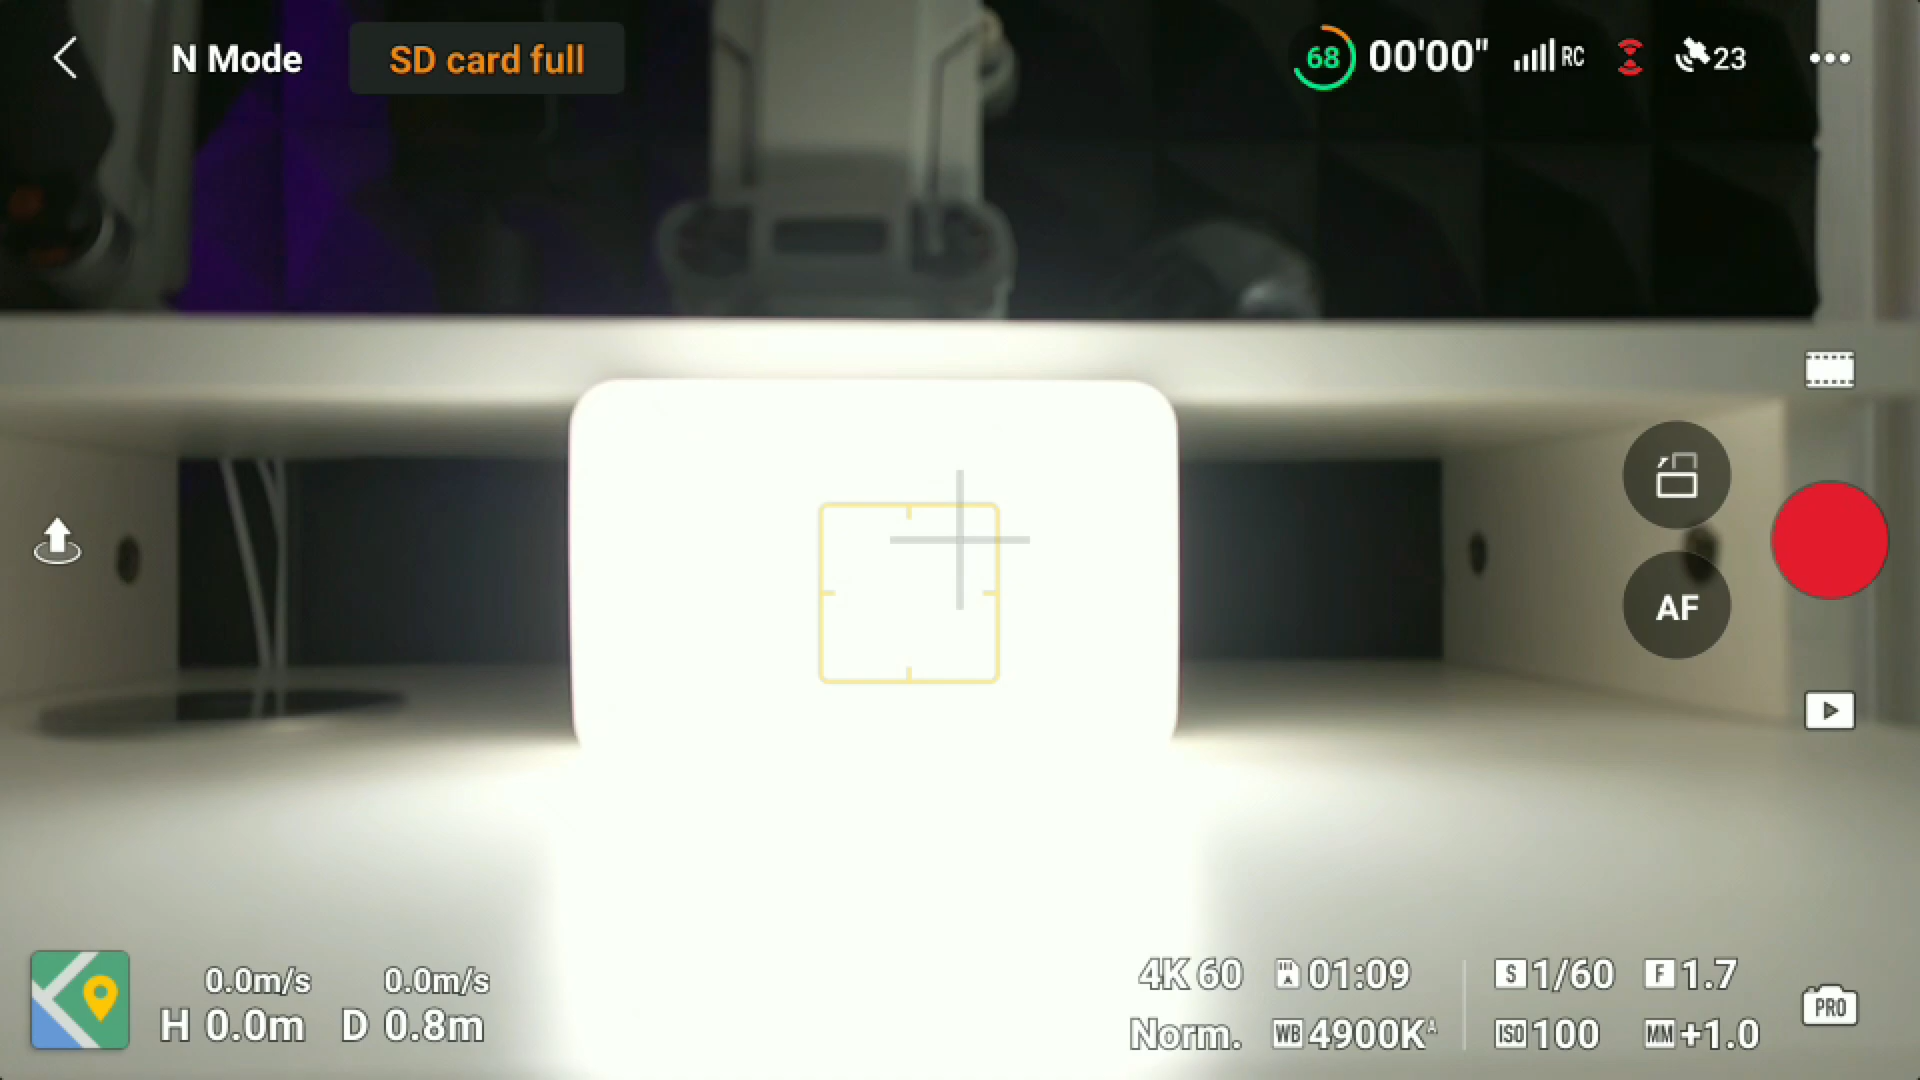 N Mode
SD card full
68
00'00"
RC
23
AF
0.0m/s
0.0m/s
H 0.0m
D 0.8m
4K 60
01:09
S 1/60
F 1.7
Norm.
WB 4900K A
ISO 100
MM +1.0
PRO